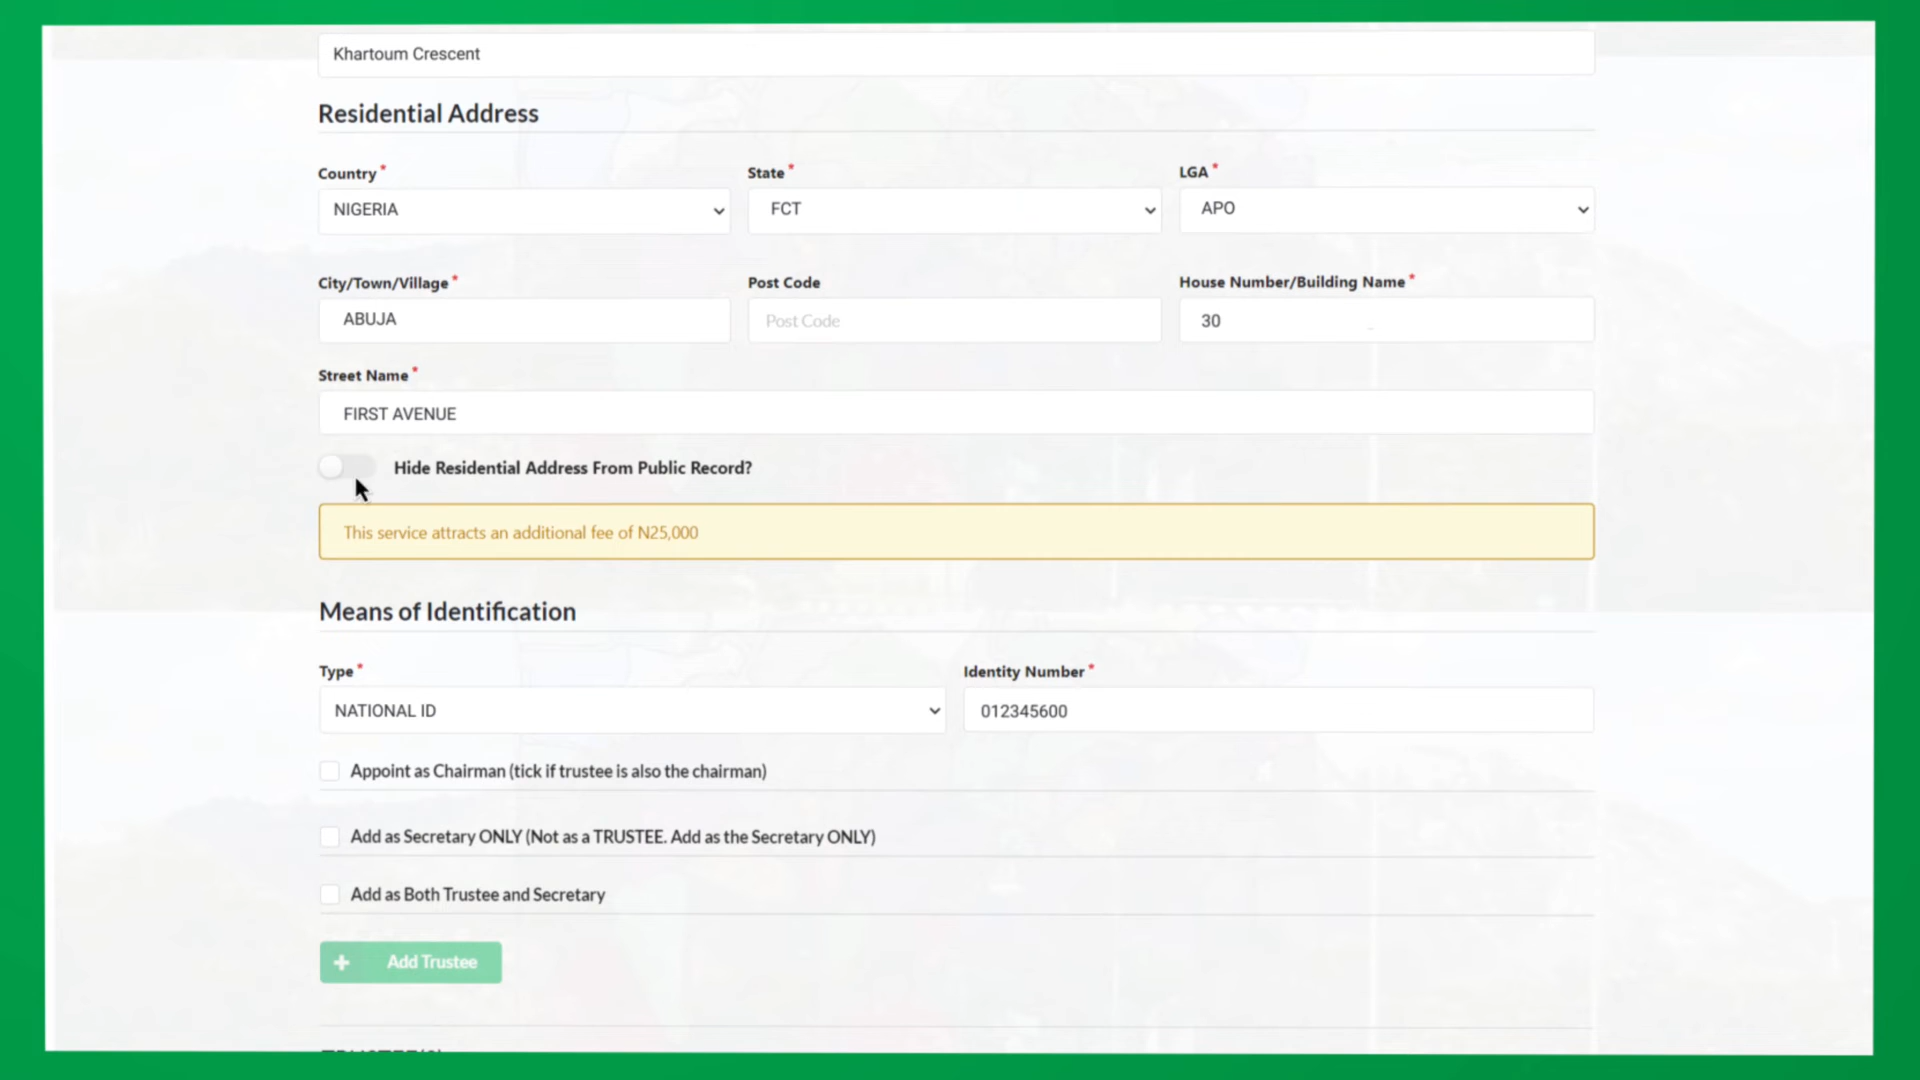 Khartoum Crescent
Residential Address
Country * State * LGA *
NIGERIA FCT APO
City/Town/Village * Post Code House Number/Building Name *
ABUJA Post Code 30
Street Name *
FIRST AVENUE
Hide Residential Address From Public Record?
This service attracts an additional fee of N25,000
Means of Identification
Type * Identity Number *
NATIONAL ID 012345600
Appoint as Chairman (tick if trustee is also the chairman)
Add as Secretary ONLY (Not as a TRUSTEE. Add as the Secretary ONLY)
Add as Both Trustee and Secretary
+ Add Trustee